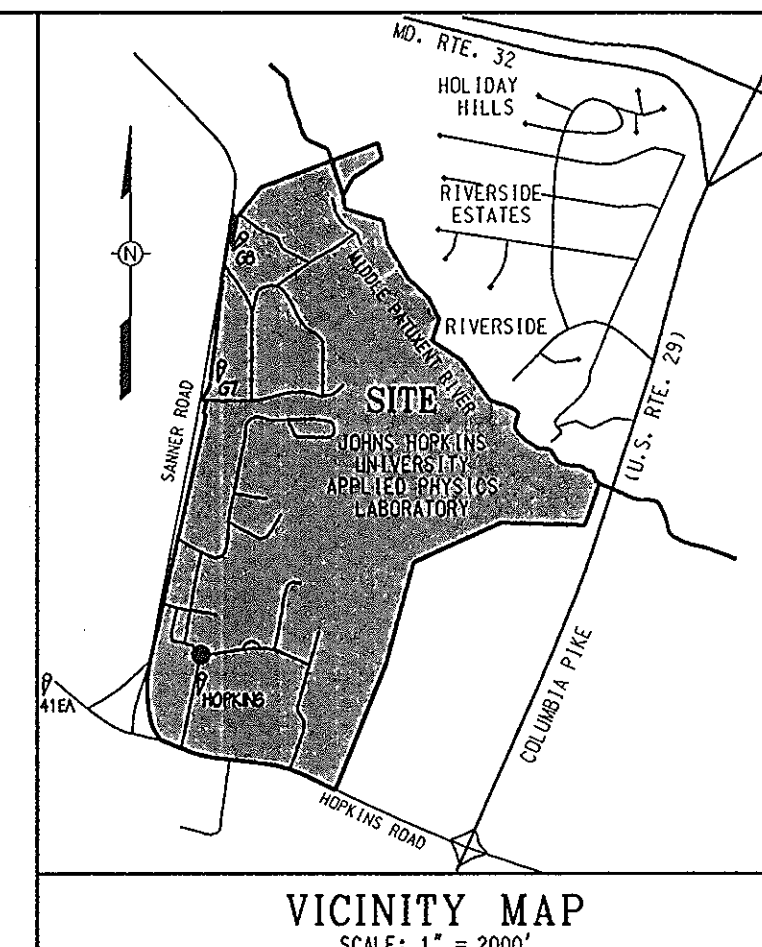 MD. RTE. 32
HOLIDAY
HILLS
RIVERSIDE
ESTATES
N
G8
MIDDLE PATUXENT RIVER
RIVERSIDE
(U.S. RTE. 29)
G7
SANNER ROAD
SITE
JOHNS HOPKINS
UNIVERSITY
APPLIED PHYSICS
LABORATORY
41EA
HOPKINS
COLUMBIA PIKE
HOPKINS ROAD
VICINITY MAP
SCALE: 1" = 2000'